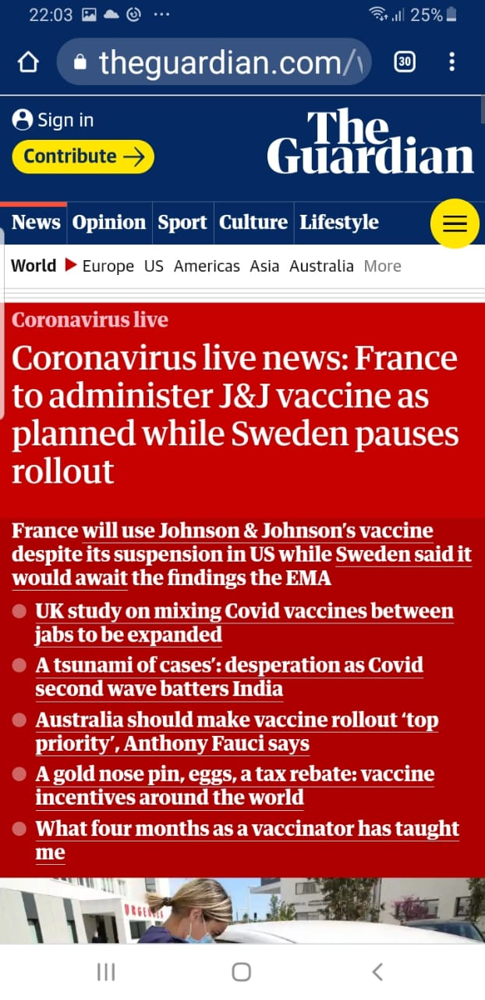 22:03 ... 25%
theguardian.com/ 30
Sign in
Contribute →
The
Guardian
News Opinion Sport Culture Lifestyle
World Europe US Americas Asia Australia More
Coronavirus live
Coronavirus live news: France
to administer J&J vaccine as
planned while Sweden pauses
rollout
France will use Johnson & Johnson's vaccine
despite its suspension in US while Sweden said it
would await the findings the EMA
UK study on mixing Covid vaccines between
jabs to be expanded
A tsunami of cases': desperation as Covid
second wave batters India
Australia should make vaccine rollout ‘top
priority’, Anthony Fauci says
A gold nose pin, eggs, a tax rebate: vaccine
incentives around the world
What four months as a vaccinator has taught
me